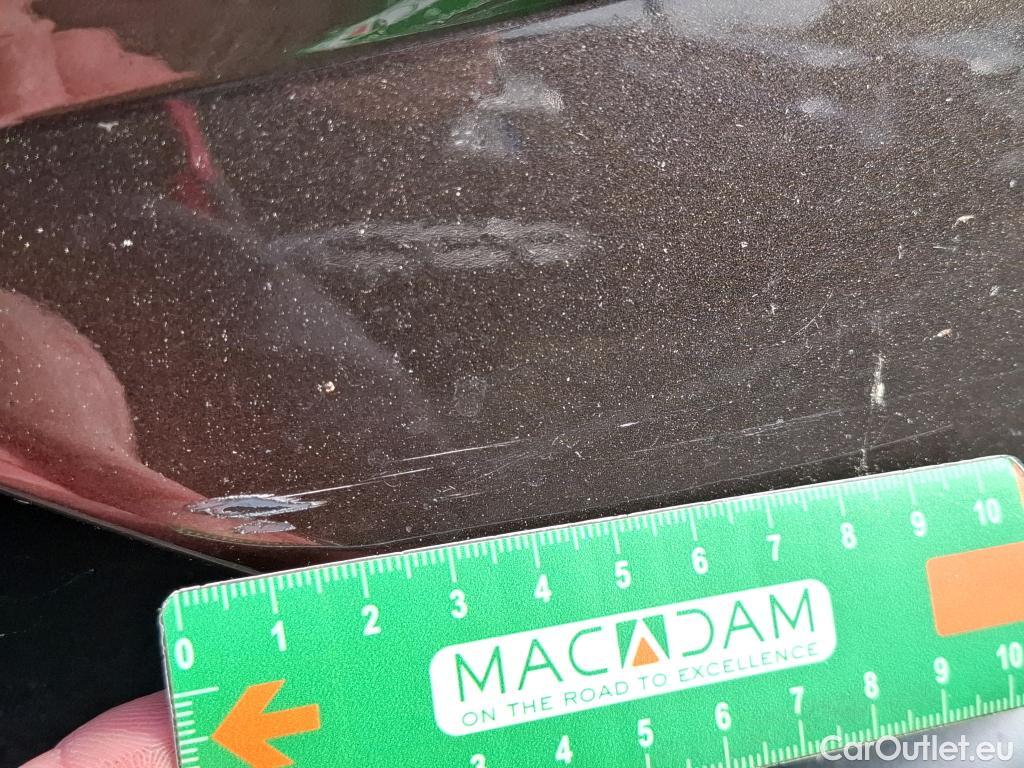 0 1 2 3 4 5 6 7 8 9 10
MACADAM
ON THE ROAD TO EXCELLENCE
3 4 5 6 7 8 9 10
CarOutlet.eu